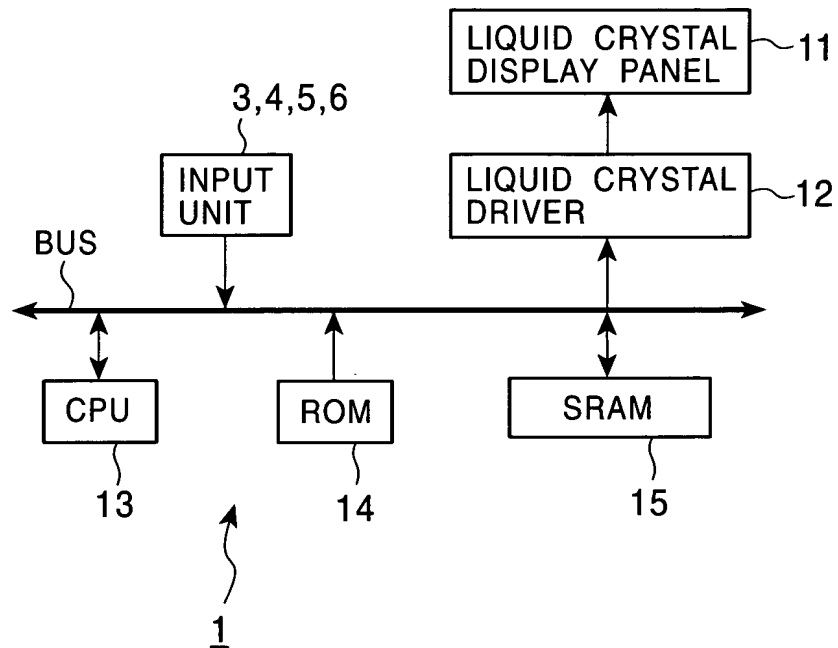 LIQUID CRYSTAL
DISPLAY PANEL
11
3,4,5,6
INPUT
UNIT
LIQUID CRYSTAL
DRIVER
12
BUS
CPU
ROM
SRAM
13
14
15
1